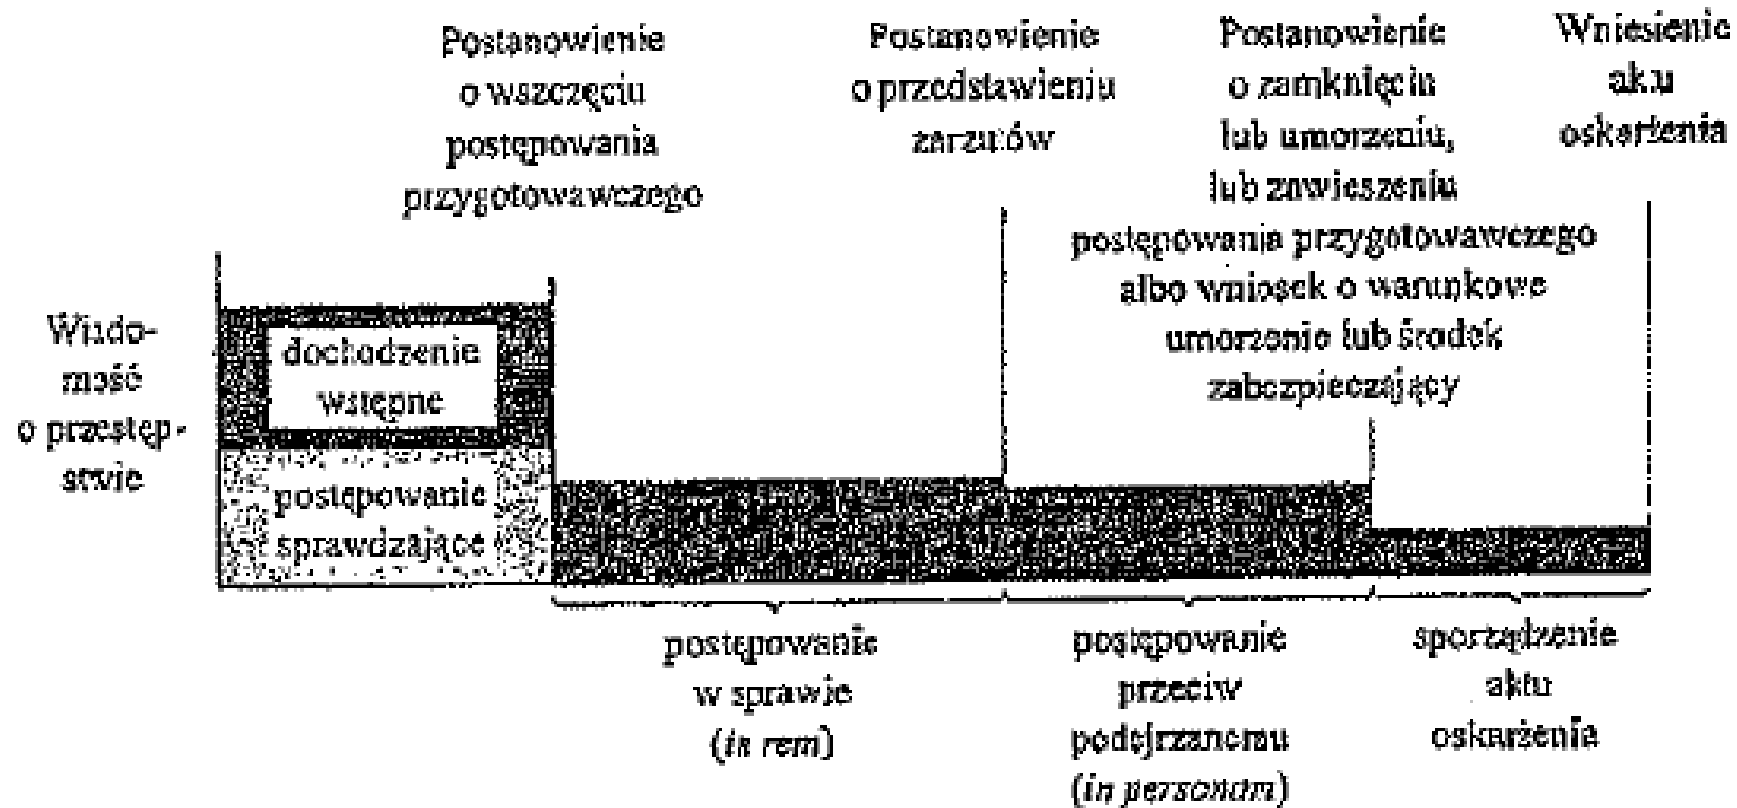 Postanowienie
o wszczęciu
postępowania
przygotowawczego
Postanowienie
o przedstawieniu
zarzutów
Postanowienie
o zamknięciu
lub umorzeniu,
lub zawieszeniu
postępowania przygotowawczego
albo wniosek o warunkowe
umorzenie lub środek
zabezpieczający
Wniesienie
aktu
oskarżenia
Wiado-
mość
o przestęp-
stwie
dochodzenie
wstępne
postępowanie
sprawdzające
postępowanie
w sprawie
(in rem)
postępowanie
przeciw
podejrzanemu
(in personam)
sporządzenie
aktu
oskarżenia